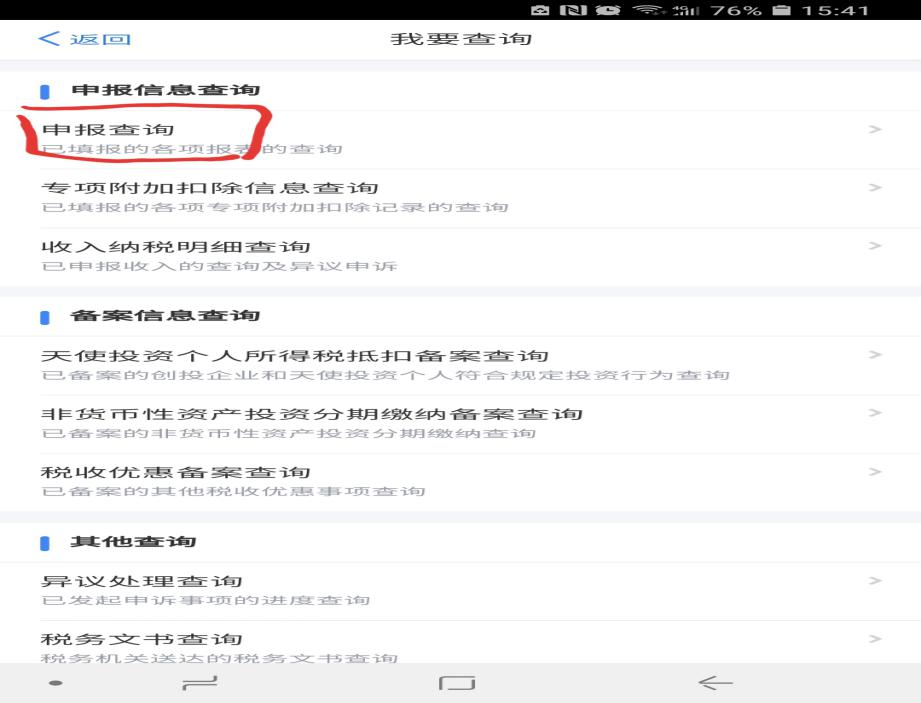 4G 76% 15:41
返回 我要查询
申报信息查询
申报查询
已填报的各项报表的查询
专项附加扣除信息查询
已填报的各项专项附加扣除记录的查询
收入纳税明细查询
已申报收入的查询及异议申诉
备案信息查询
天使投资个人所得税抵扣备案查询
已备案的创投企业和天使投资个人符合规定投资行为查询
非货币性资产投资分期缴纳备案查询
已备案的非货币性资产投资分期缴纳查询
税收优惠备案查询
已备案的其他税收优惠事项查询
其他查询
异议处理查询
已发起申诉事项的进度查询
税务文书查询
税务机关送达的税务文书查询